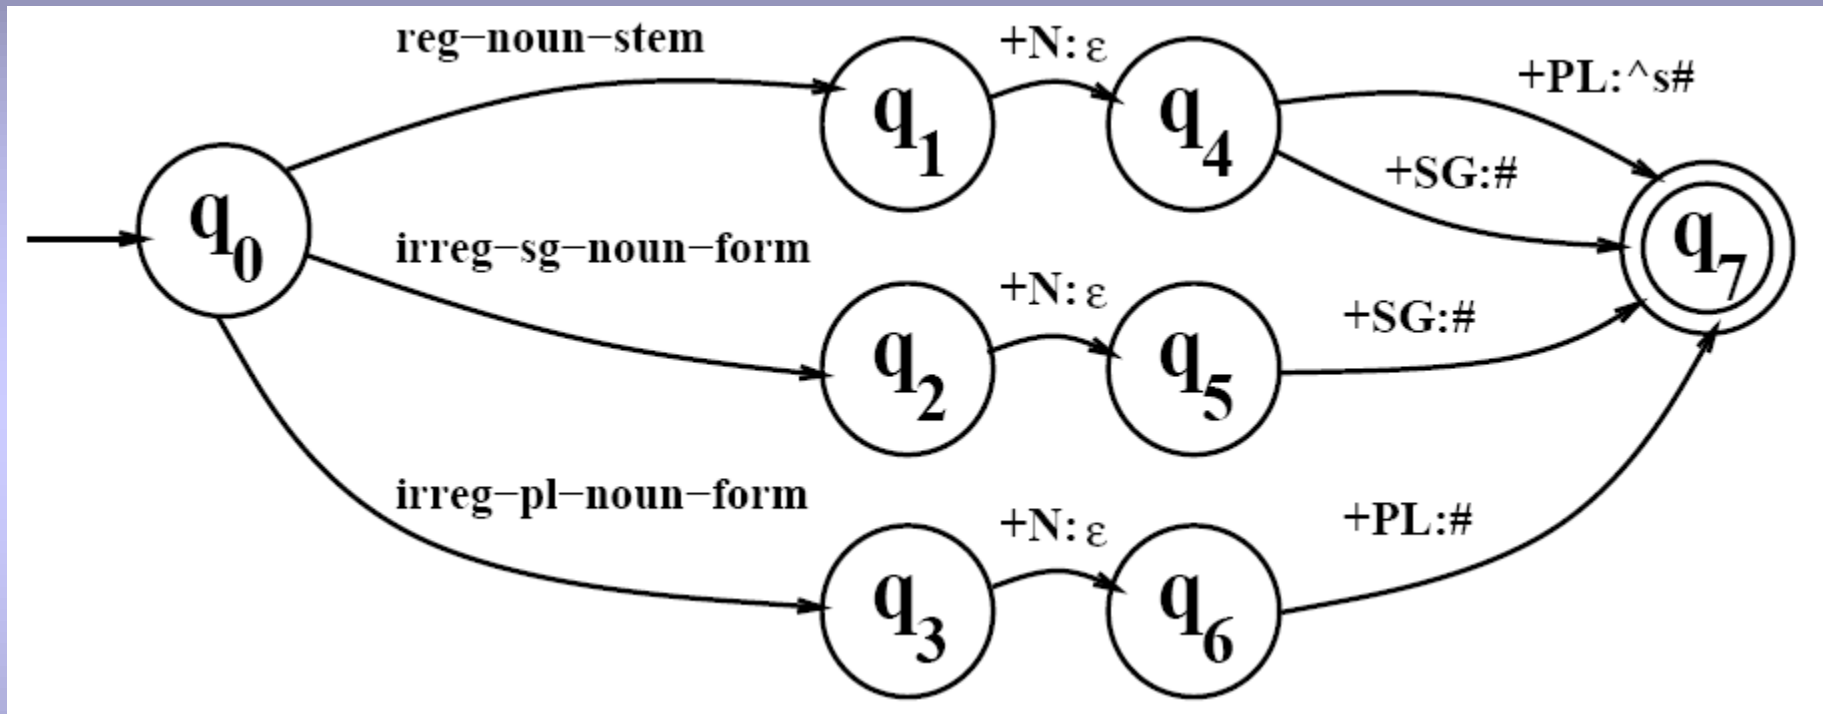 reg−noun−stem
+N:ε
+PL:^s#
q1
q4
+SG:#
q0
irreg−sg−noun−form
q7
+N:ε
+SG:#
q2
q5
irreg−pl−noun−form
+N:ε
+PL:#
q3
q6